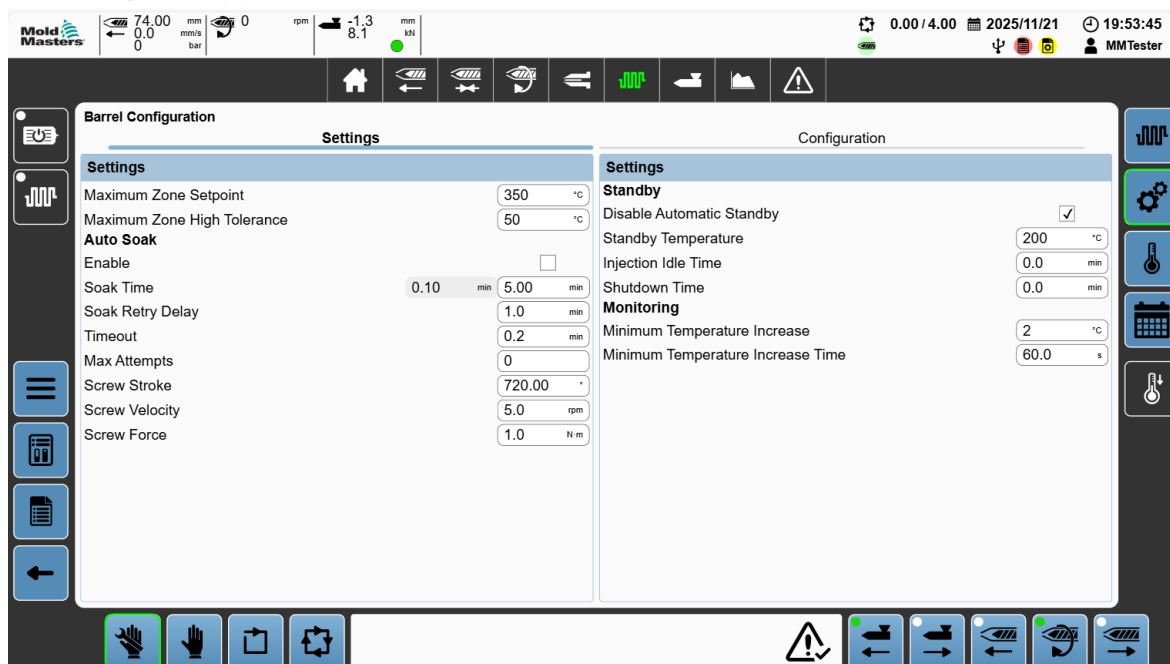 Mold
Masters
74.00 mm
0.0 mm/s
0 bar
0 rpm
-1.3 mm
8.1 kN
0.00 / 4.00 2025/11/21 19:53:45
MMTester
Barrel Configuration
Settings Configuration
Settings
Maximum Zone Setpoint 350 °C
Maximum Zone High Tolerance 50 °C
Auto Soak
Enable
Soak Time 0.10 min 5.00 min
Soak Retry Delay 1.0 min
Timeout 0.2 min
Max Attempts 0
Screw Stroke 720.00 °
Screw Velocity 5.0 rpm
Screw Force 1.0 N·m
Settings
Standby
Disable Automatic Standby
Standby Temperature 200 °C
Injection Idle Time 0.0 min
Shutdown Time 0.0 min
Monitoring
Minimum Temperature Increase 2 °C
Minimum Temperature Increase Time 60.0 s